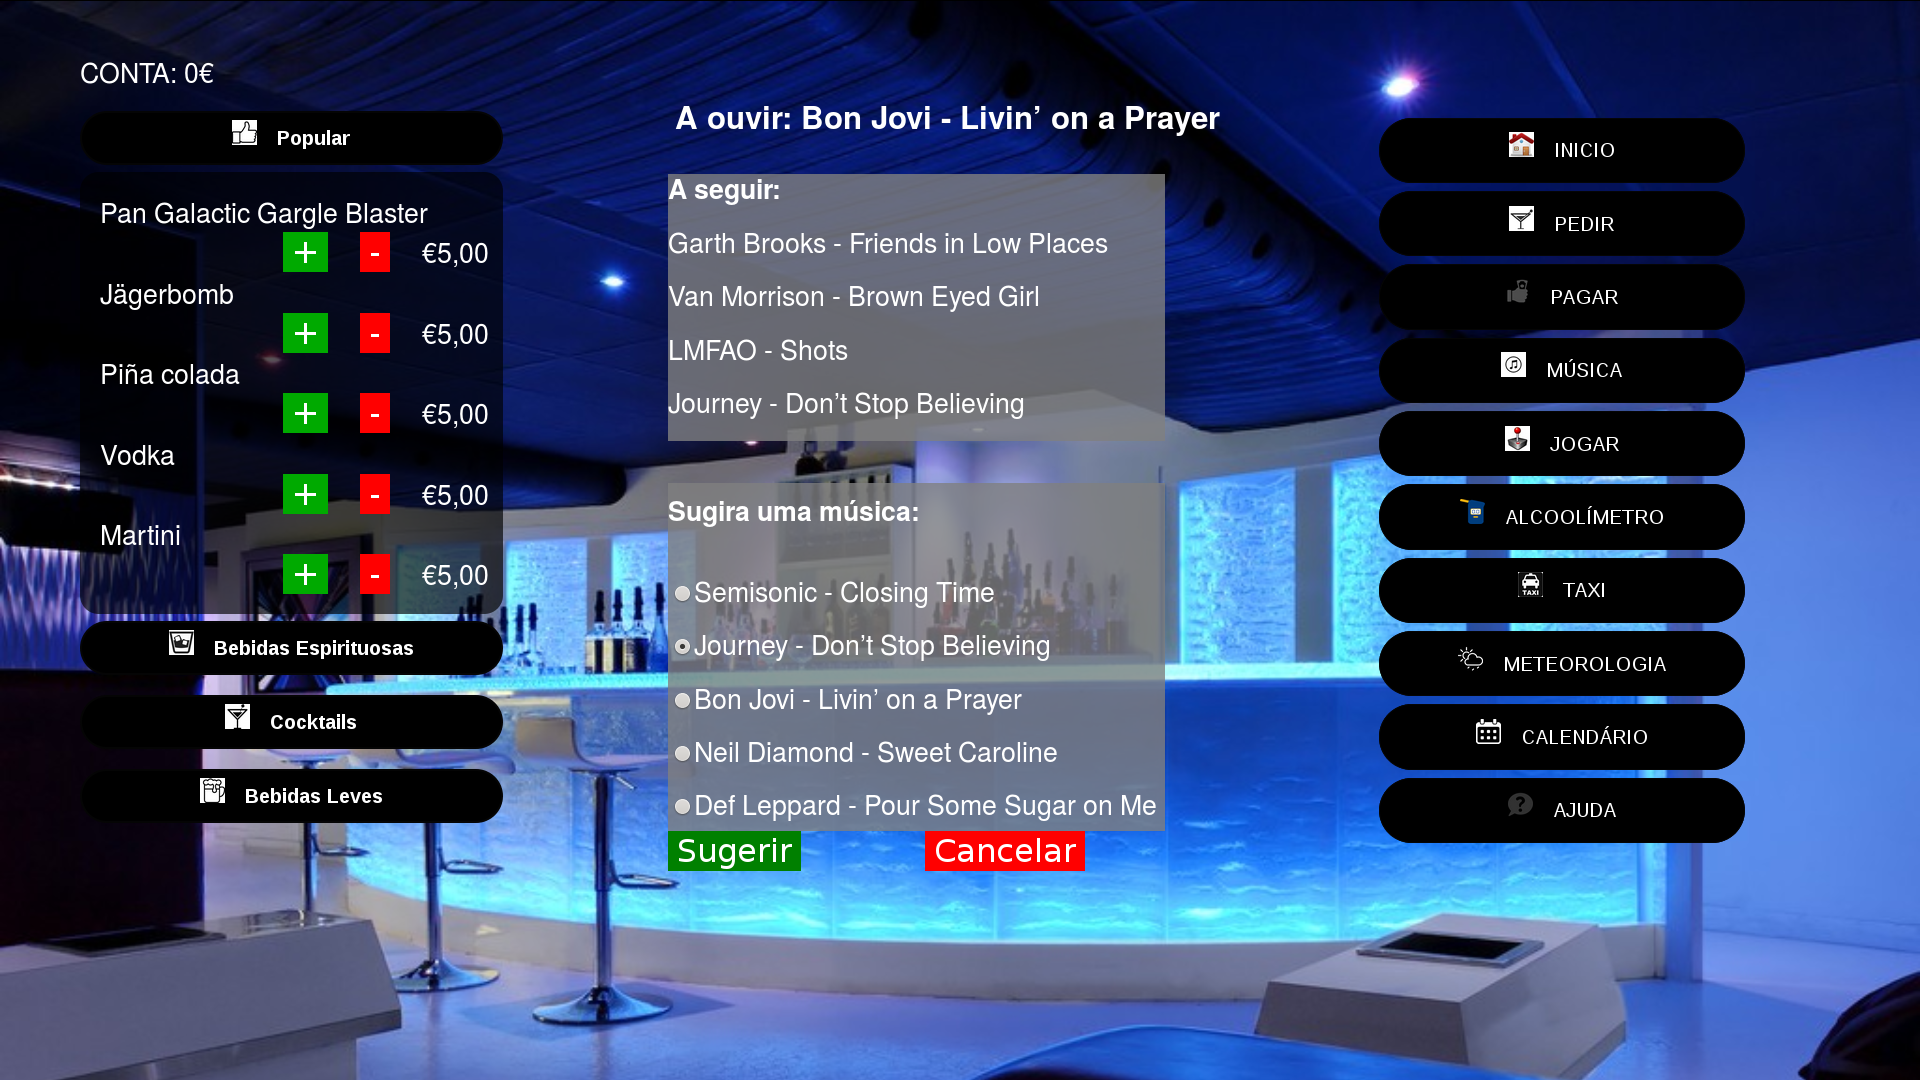 CONTA: 0€
Popular
Pan Galactic Gargle Blaster
+ - €5,00
Jägerbomb
+ - €5,00
Piña colada
+ - €5,00
Vodka
+ - €5,00
Martini
+ - €5,00
Bebidas Espirituosas
Cocktails
Bebidas Leves
A ouvir: Bon Jovi - Livin’ on a Prayer
A seguir:
Garth Brooks - Friends in Low Places
Van Morrison - Brown Eyed Girl
LMFAO - Shots
Journey - Don’t Stop Believing
Sugira uma música:
Semisonic - Closing Time
Journey - Don’t Stop Believing
Bon Jovi - Livin’ on a Prayer
Neil Diamond - Sweet Caroline
Def Leppard - Pour Some Sugar on Me
Sugerir Cancelar
INICIO
PEDIR
PAGAR
MÚSICA
JOGAR
ALCOOLÍMETRO
TAXI
TAXI
METEOROLOGIA
CALENDÁRIO
AJUDA